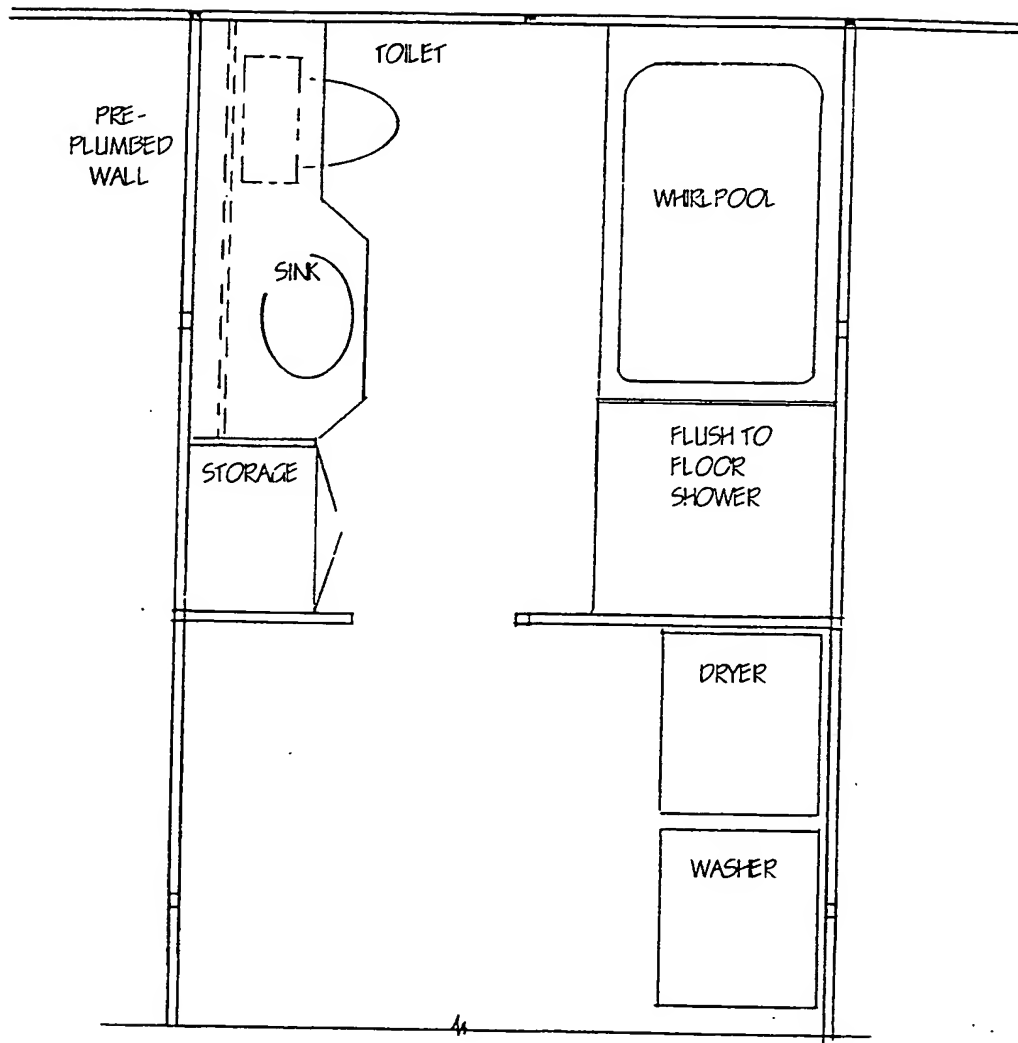 TOILET
PRE-
PLUMBED
WALL
WHIRLPOOL
SINK
FLUSH TO
FLOOR
SHOWER
STORAGE
DRYER
WASHER